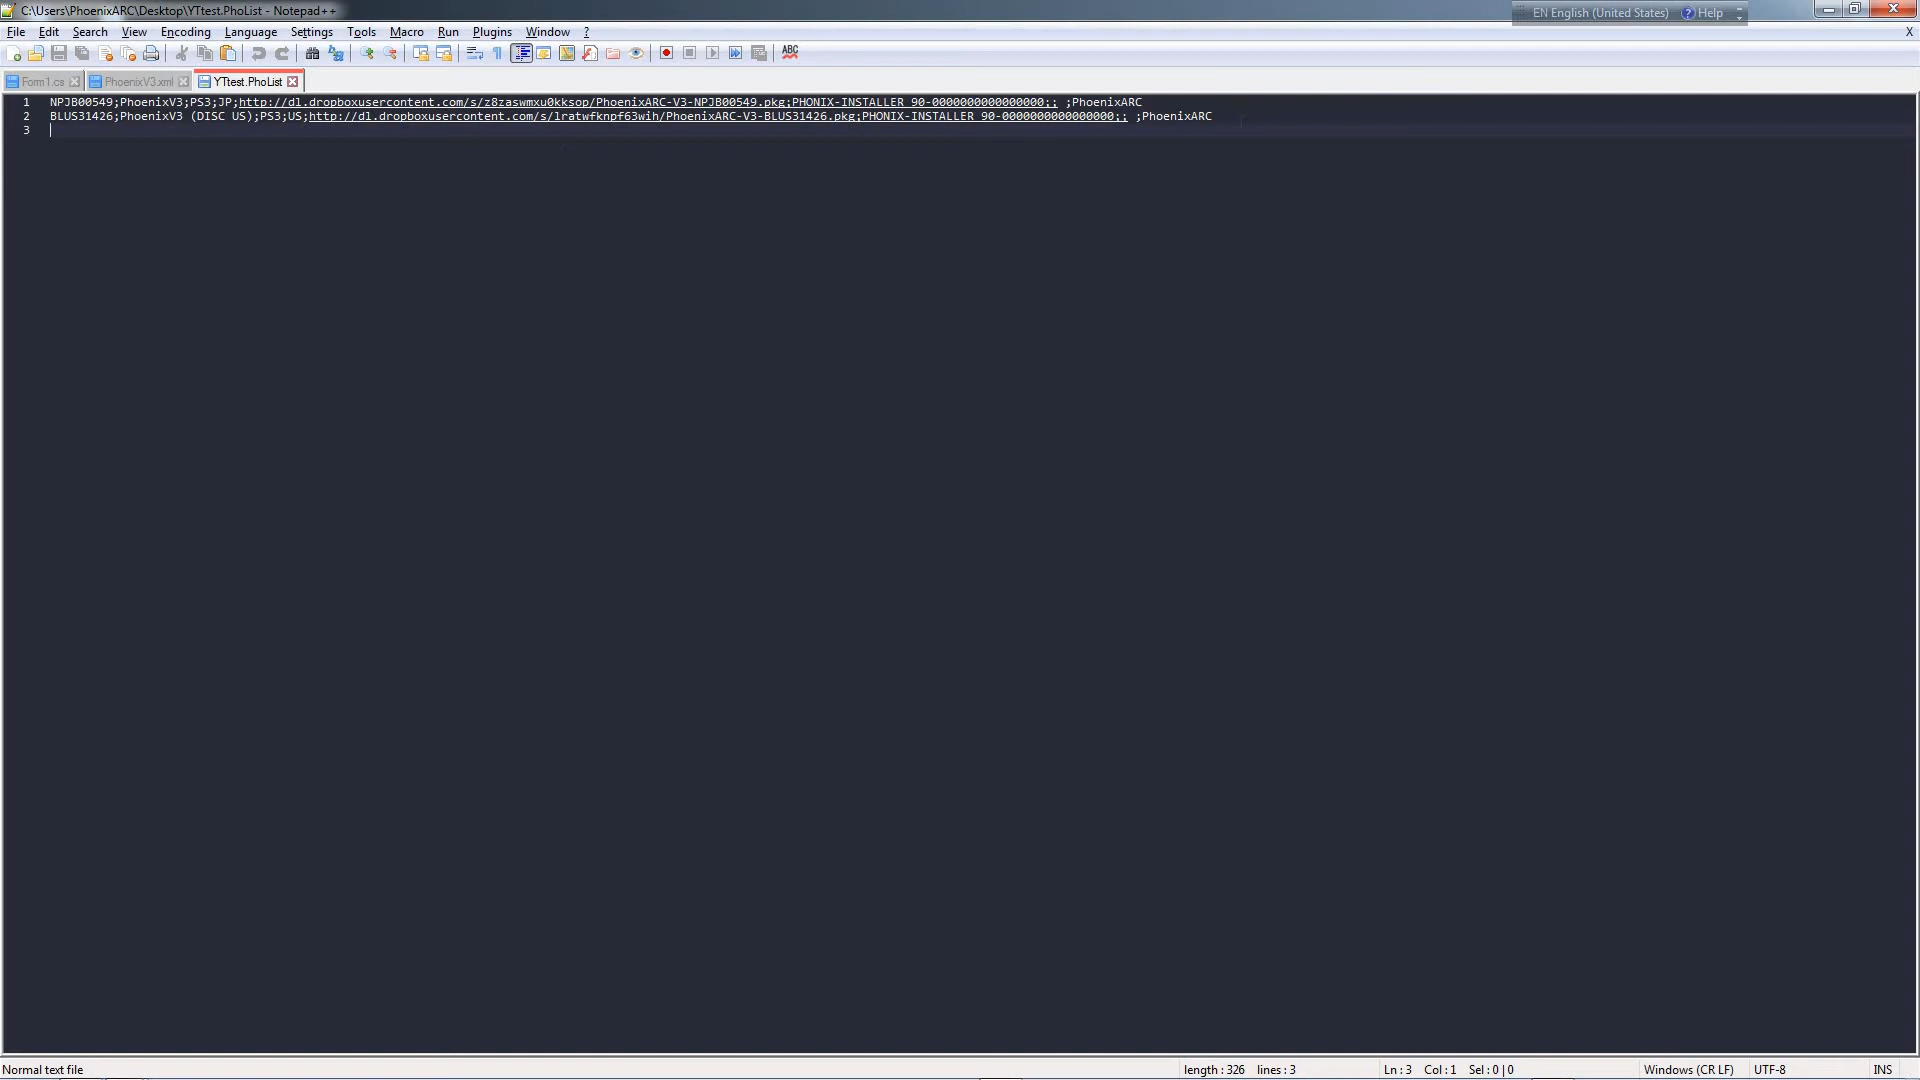 C:\Users\PhoenixARC\Desktop\YTtest.PhoList - Notepad++
EN English (United States) Help
File Edit Search View Encoding Language Settings Tools Macro Run Plugins Window ? X
ABC
Form1.cs PhoenixV3.xml YTtest.PhoList
1 NPJB00549;PhoenixV3;PS3;JP;http://dl.dropboxusercontent.com/s/z8zaswmxu0kksop/PhoenixARC-V3-NPJB00549.pkg;PHONIX-INSTALLER_90-0000000000000000;; ;PhoenixARC
2 BLUS31426;PhoenixV3 (DISC US);PS3;US;http://dl.dropboxusercontent.com/s/lratwfknpf63wih/PhoenixARC-V3-BLUS31426.pkg;PHONIX-INSTALLER_90-0000000000000000;; ;PhoenixARC
3
Normal text file length : 326 lines : 3 Ln : 3 Col : 1 Sel : 0 | 0 Windows (CR LF) UTF-8 INS